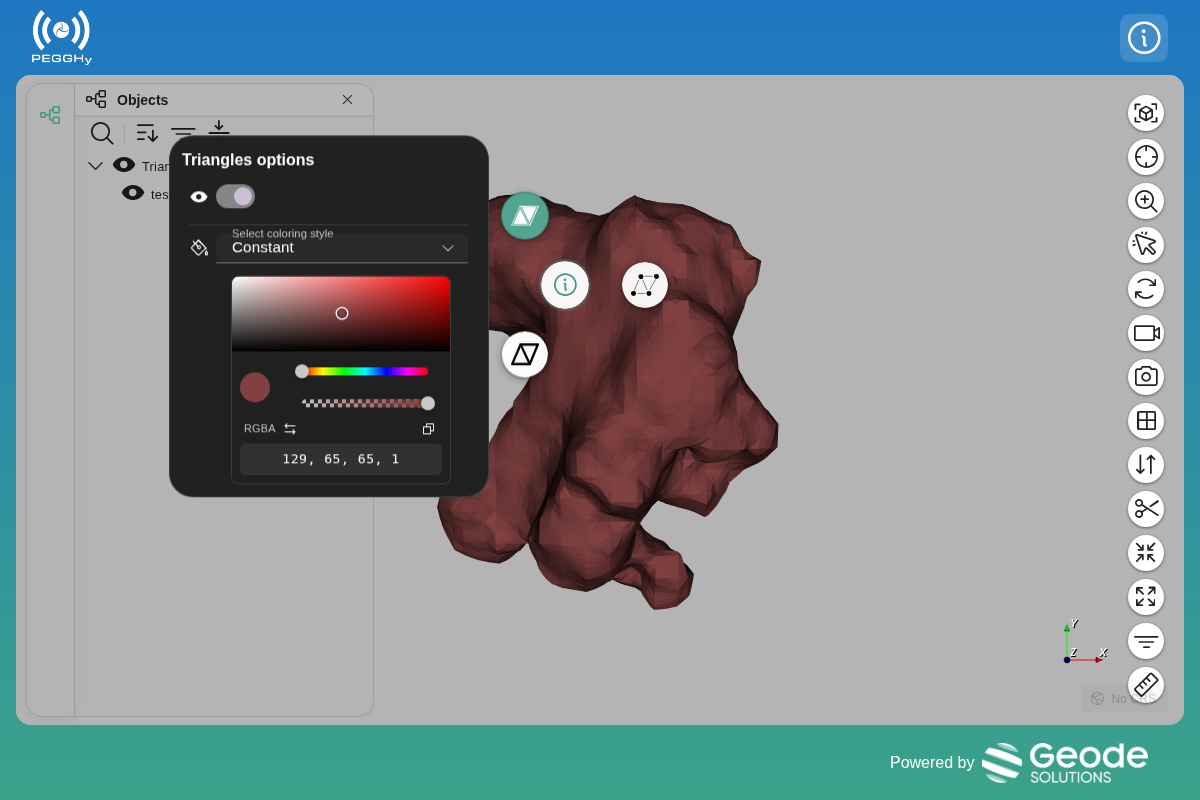 PEGGHy
Objects
Trian
tes
Triangles options
Select coloring style
Constant
RGBA
129, 65, 65, 1
Y
Z
X
No CRS
Powered by
Geode
SOLUTIONS